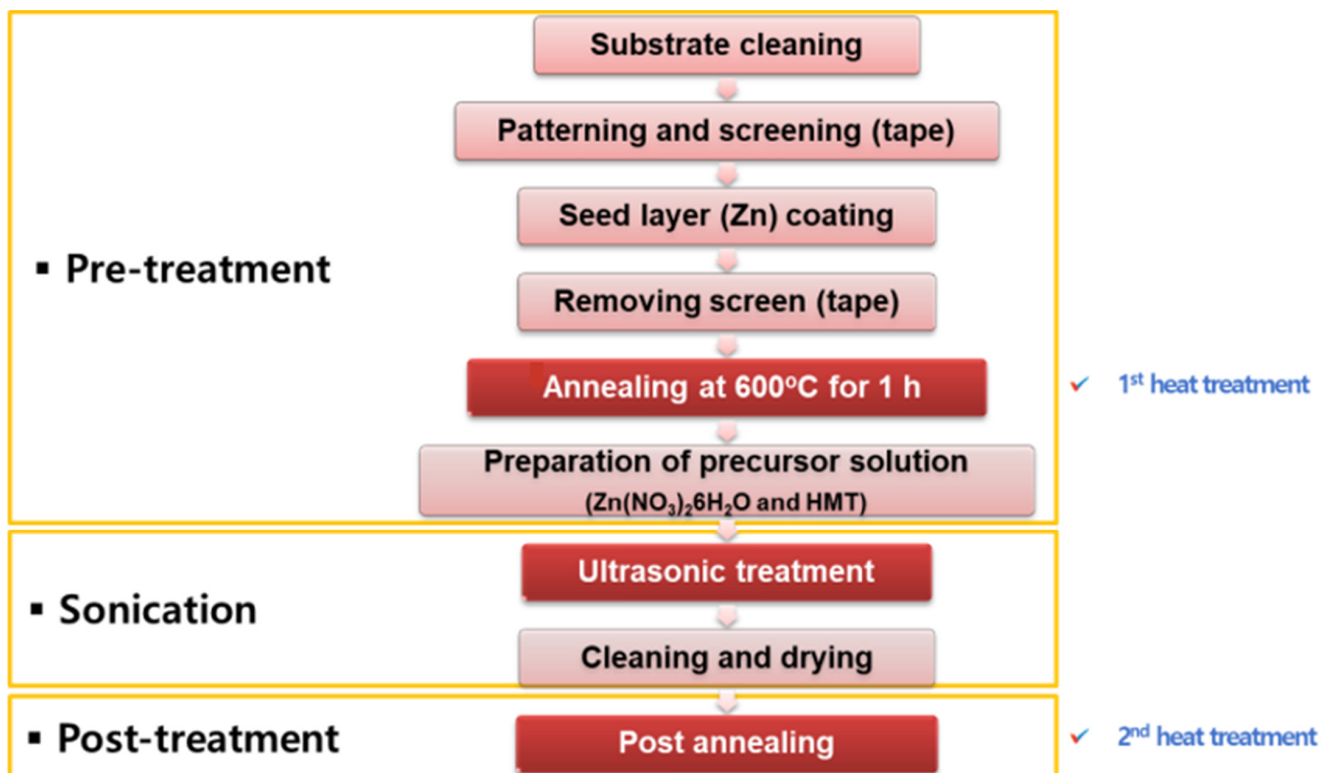 Substrate cleaning
Patterning and screening (tape)
Seed layer (Zn) coating
▪ Pre-treatment
Removing screen (tape)
Annealing at 600°C for 1 h
✓ 1st heat treatment
Preparation of precursor solution
(Zn(NO₃)₂6H₂O and HMT)
Ultrasonic treatment
▪ Sonication
Cleaning and drying
▪ Post-treatment
Post annealing
✓ 2nd heat treatment